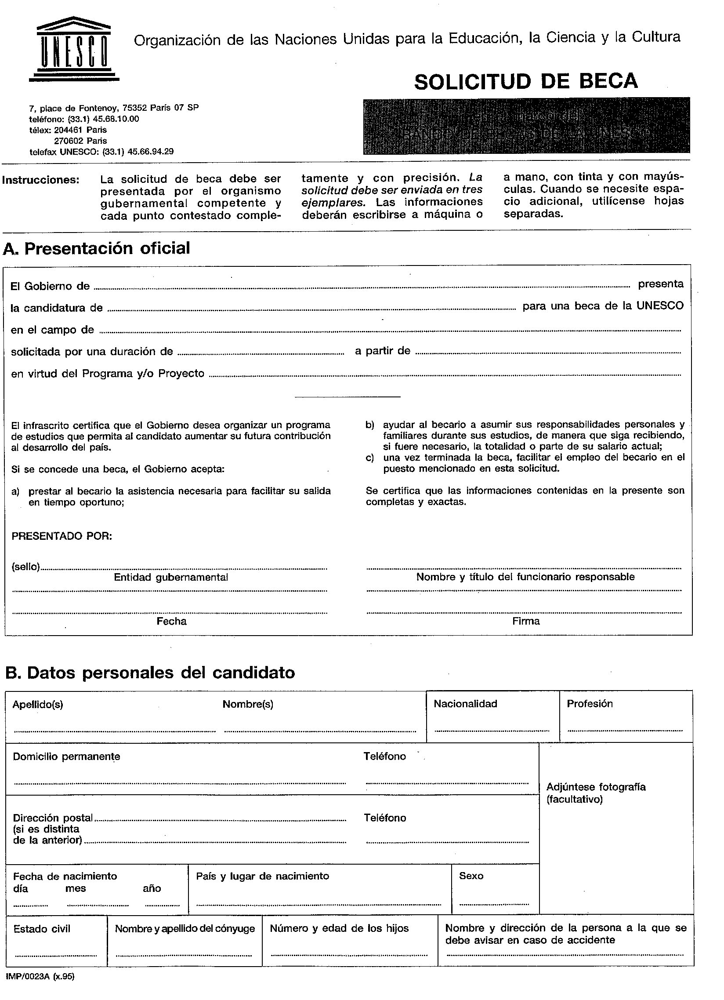 UNESCO
Organización de las Naciones Unidas para la Educación, la Ciencia y la Cultura
SOLICITUD DE BECA
7, place de Fontenoy, 75352 París 07 SP
teléfono: (33.1) 45.68.10.00
télex: 204461 Paris
270602 Paris
telefax UNESCO: (33.1) 45.66.94.29
BANCO DE BECAS DE LA UNESCO
Instrucciones:
La solicitud de beca debe ser
presentada por el organismo
gubernamental competente y
cada punto contestado comple-
tamente y con precisión. La
solicitud debe ser enviada en tres
ejemplares. Las informaciones
deberán escribirse a máquina o
a mano, con tinta y con mayús-
culas. Cuando se necesite espa-
cio adicional, utilícense hojas
separadas.
A. Presentación oficial
El Gobierno de presenta
la candidatura de para una beca de la UNESCO
en el campo de
solicitada por una duración de a partir de
en virtud del Programa y/o Proyecto
El infrascrito certifica que el Gobierno desea organizar un programa
de estudios que permita al candidato aumentar su futura contribución
al desarrollo del país.
Si se concede una beca, el Gobierno acepta:
a) prestar al becario la asistencia necesaria para facilitar su salida
en tiempo oportuno;
b) ayudar al becario a asumir sus responsabilidades personales y
familiares durante sus estudios, de manera que siga recibiendo,
si fuere necesario, la totalidad o parte de su salario actual;
c) una vez terminada la beca, facilitar el empleo del becario en el
puesto mencionado en esta solicitud.
Se certifica que las informaciones contenidas en la presente son
completas y exactas.
PRESENTADO POR:
(sello)
Entidad gubernamental
Nombre y título del funcionario responsable
Fecha
Firma
B. Datos personales del candidato
Apellido(s) Nombre(s) Nacionalidad Profesión
Domicilio permanente Teléfono
Adjúntese fotografía
(facultativo)
Dirección postal Teléfono
(si es distinta
de la anterior)
Fecha de nacimiento
día mes año
País y lugar de nacimiento
Sexo
Estado civil
Nombre y apellido del cónyuge
Número y edad de los hijos
Nombre y dirección de la persona a la que se
debe avisar en caso de accidente
IMP/0023A (x.95)